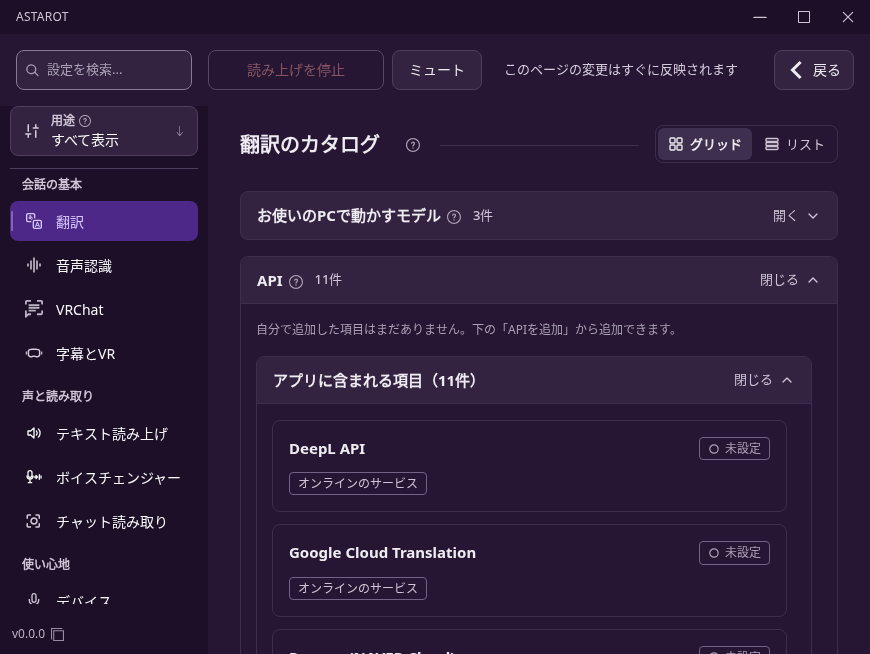 ASTAROT
設定を検索...
読み上げを停止
ミュート
このページの変更はすぐに反映されます
戻る
用途
すべて表示
会話の基本
翻訳
音声認識
VRChat
字幕とVR
声と読み取り
テキスト読み上げ
ボイスチェンジャー
チャット読み取り
使い心地
デバイス
v0.0.0
翻訳のカタログ
グリッド
リスト
お使いのPCで動かすモデル 3件
開く
API 11件
閉じる
自分で追加した項目はまだありません。下の「APIを追加」から追加できます。
アプリに含まれる項目（11件）
閉じる
DeepL API
未設定
オンラインのサービス
Google Cloud Translation
未設定
オンラインのサービス